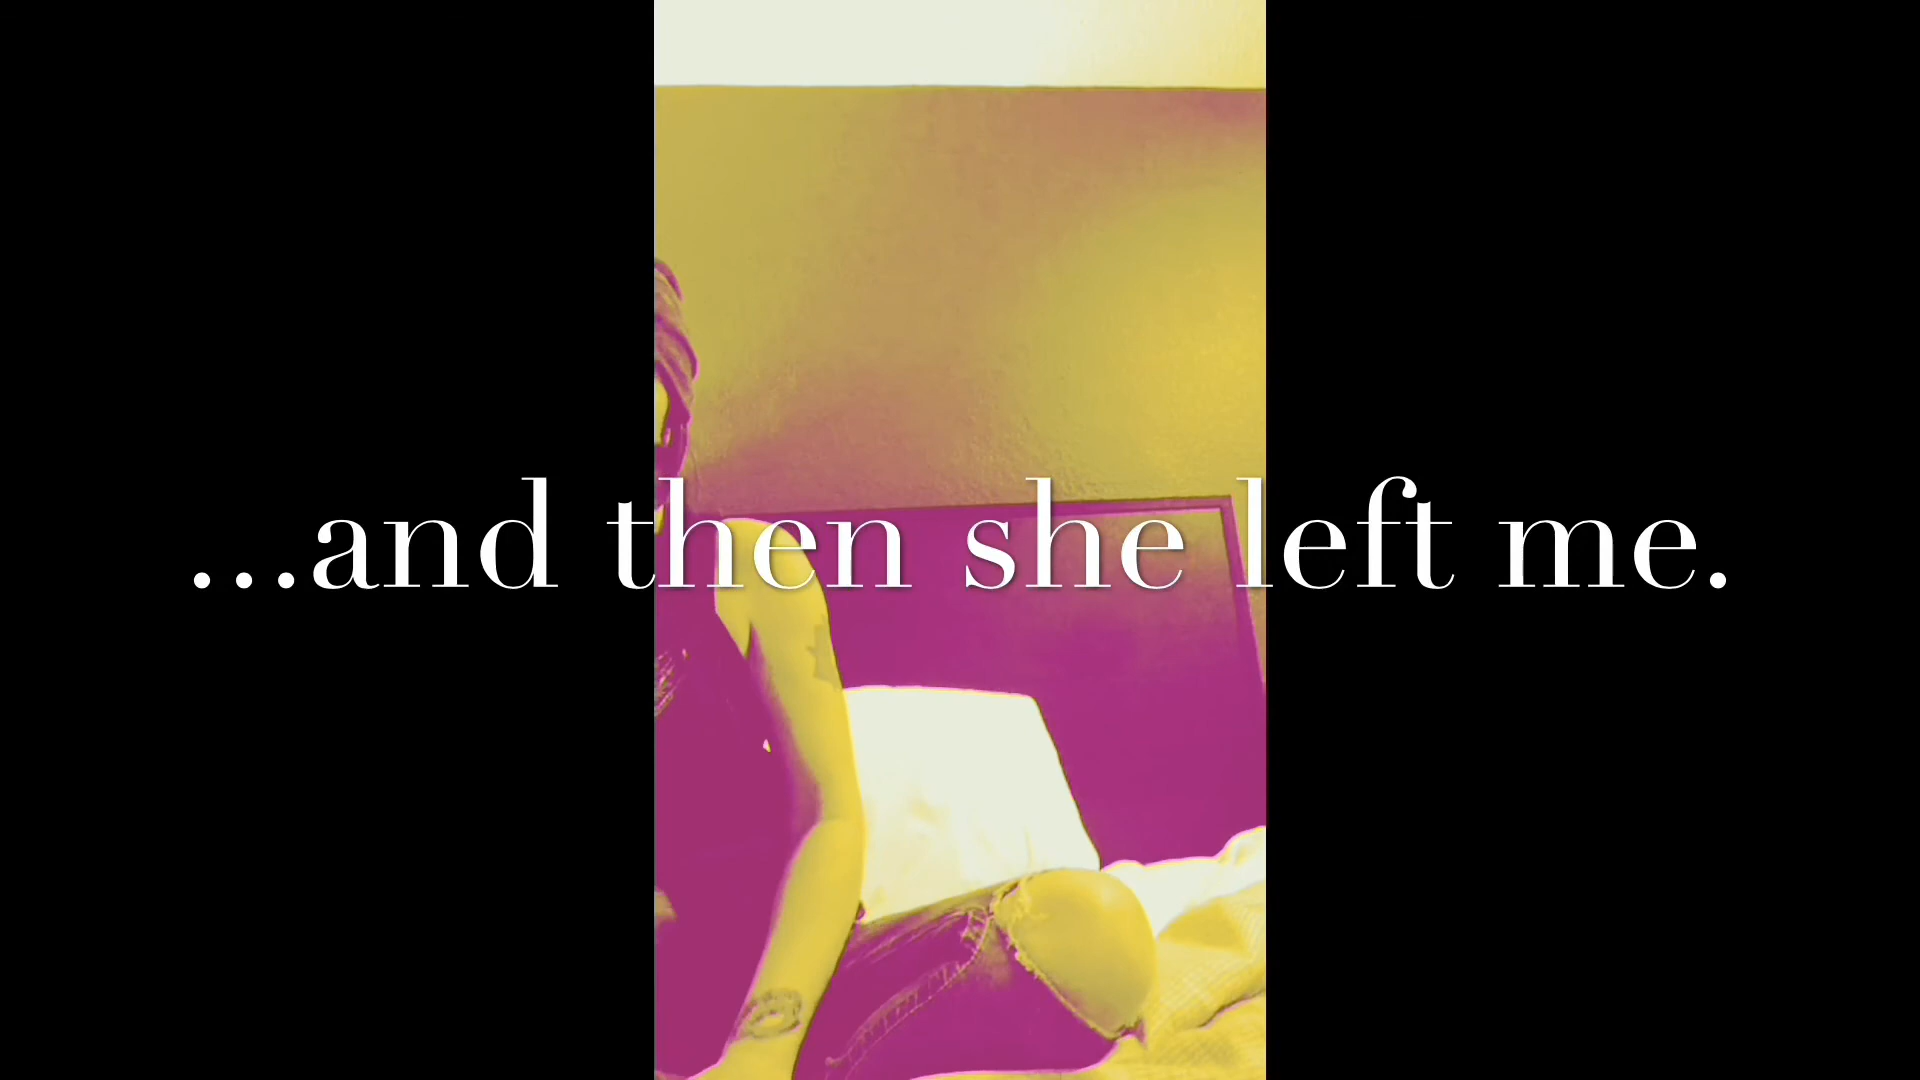 ...and then she left me.